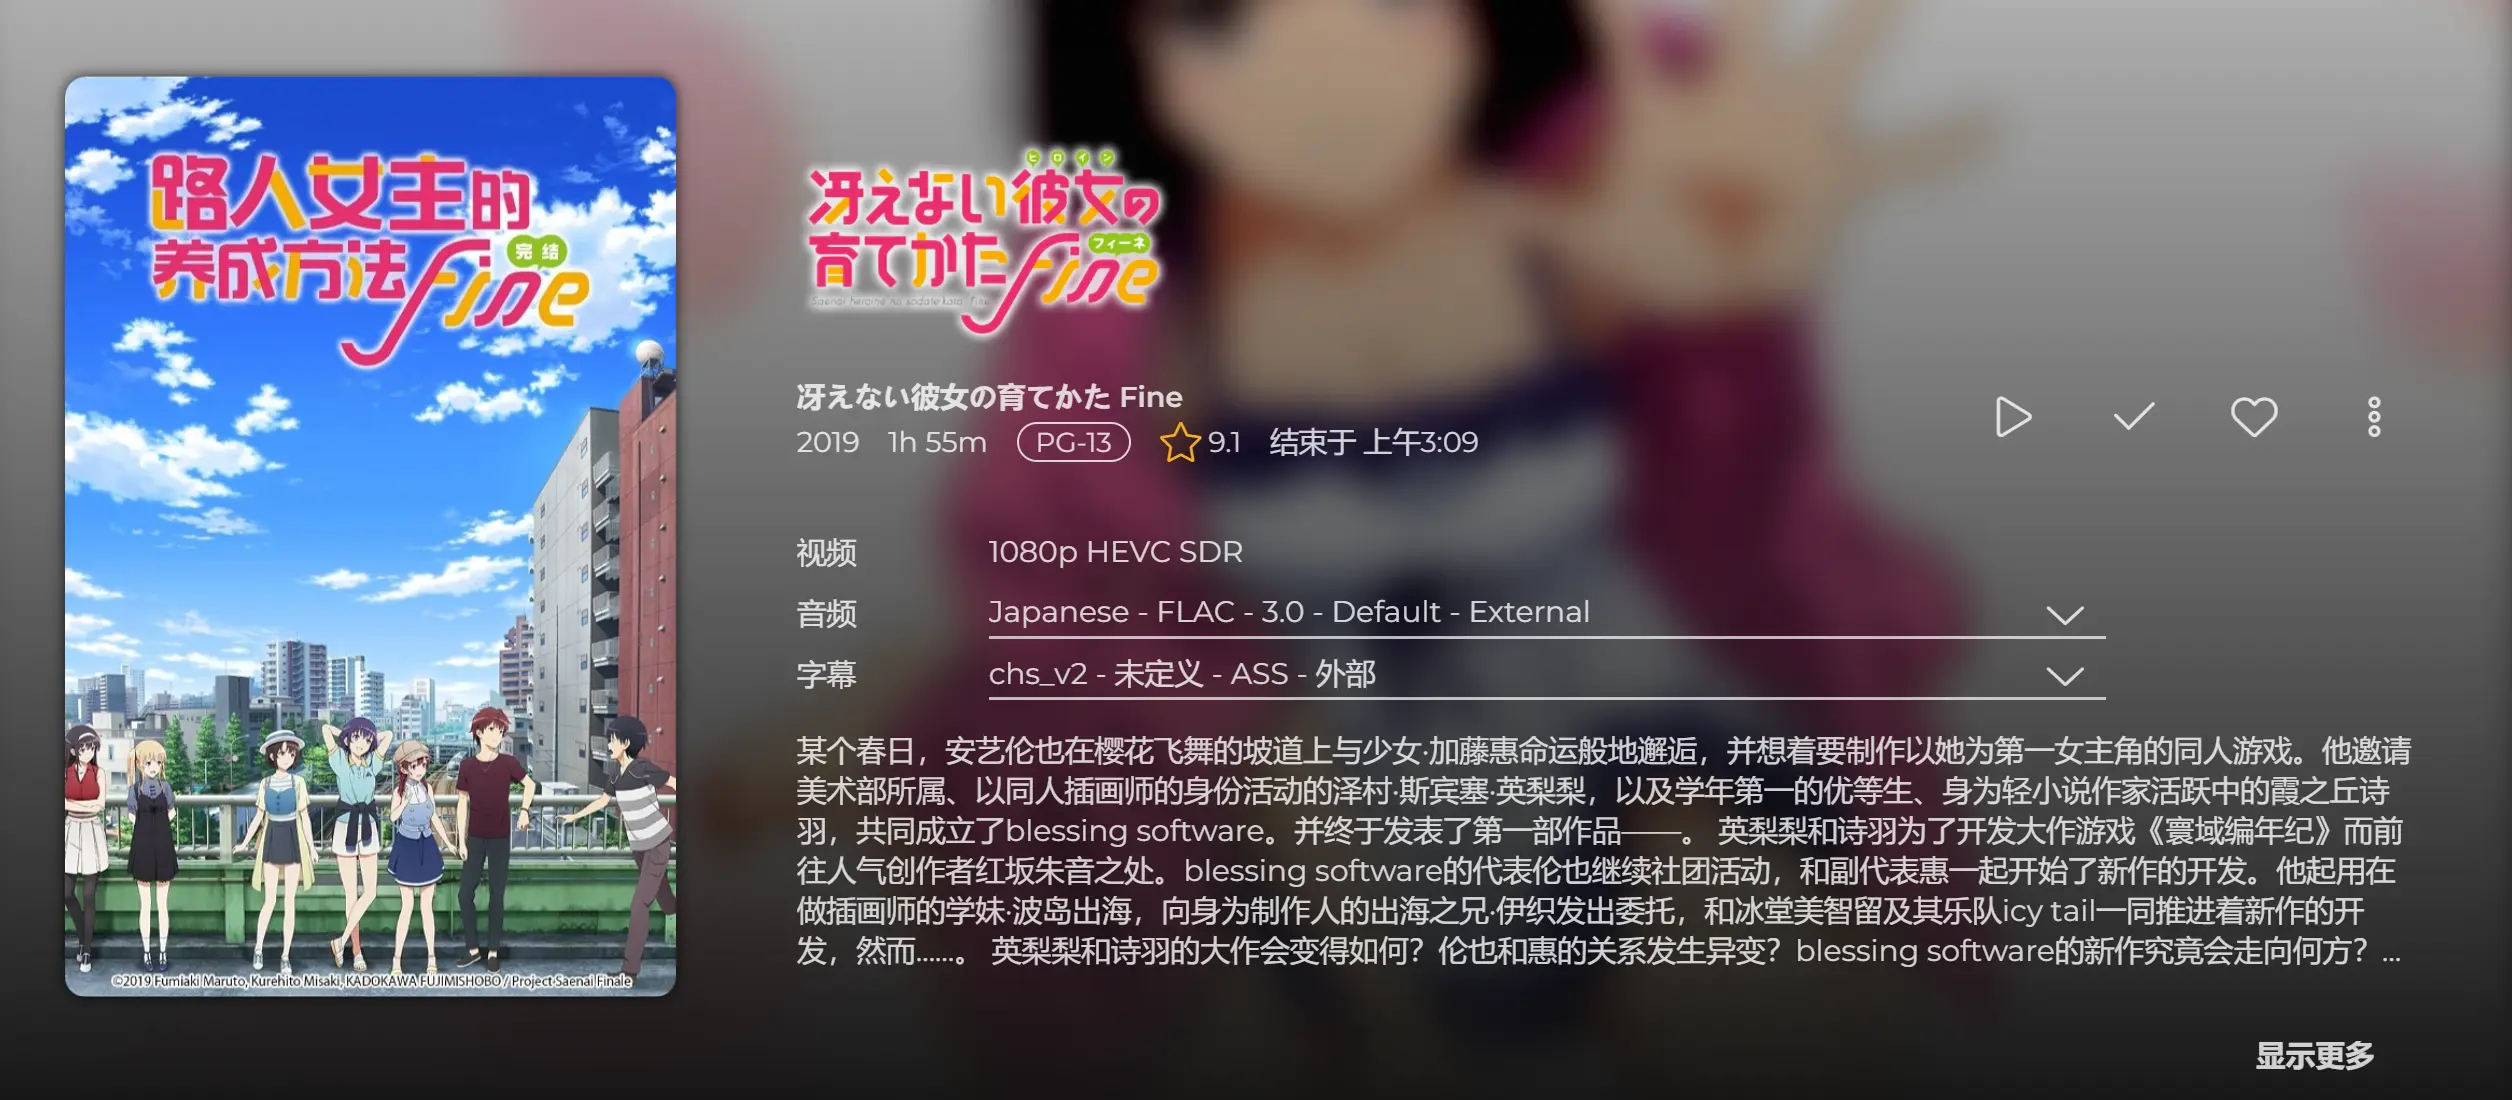 路人女主的
养成方法
完结
Fine
©2019 Fumiaki Maruto, Kurehito Misaki, KADOKAWA FUJIMISHOBO / Project Saenai Finale
ヒロイン
冴えない彼女の
育てかた
フィーネ
Fine
Saenai heroine no sodate kata Fine
冴えない彼女の育てかた Fine
2019 1h 55m PG-13 9.1 结束于 上午3:09
视频 1080p HEVC SDR
音频 Japanese - FLAC - 3.0 - Default - External
字幕 chs_v2 - 未定义 - ASS - 外部
某个春日，安艺伦也在樱花飞舞的坡道上与少女·加藤惠命运般地邂逅，并想着要制作以她为第一女主角的同人游戏。他邀请
美术部所属、以同人插画师的身份活动的泽村·斯宾塞·英梨梨，以及学年第一的优等生、身为轻小说作家活跃中的霞之丘诗
羽，共同成立了blessing software。并终于发表了第一部作品——。 英梨梨和诗羽为了开发大作游戏《寰域编年纪》而前
往人气创作者红坂朱音之处。blessing software的代表伦也继续社团活动，和副代表惠一起开始了新作的开发。他起用在
做插画师的学妹·波岛出海，向身为制作人的出海之兄·伊织发出委托，和冰堂美智留及其乐队icy tail一同推进着新作的开
发，然而……。 英梨梨和诗羽的大作会变得如何？伦也和惠的关系发生异变？blessing software的新作究竟会走向何方？...
显示更多